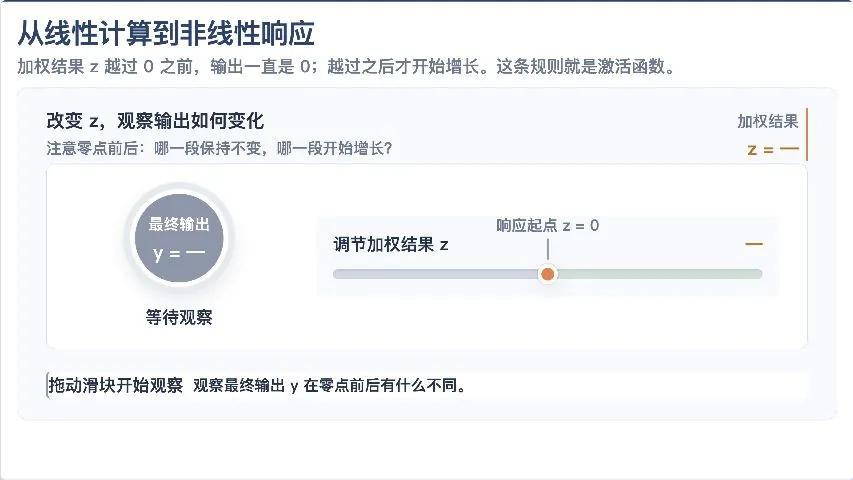 从线性计算到非线性响应
加权结果 z 越过 0 之前，输出一直是 0；越过之后才开始增长。这条规则就是激活函数。
改变 z，观察输出如何变化
注意零点前后：哪一段保持不变，哪一段开始增长？
加权结果
z = —
最终输出
y = —
等待观察
调节加权结果 z
响应起点 z = 0
—
拖动滑块开始观察 观察最终输出 y 在零点前后有什么不同。